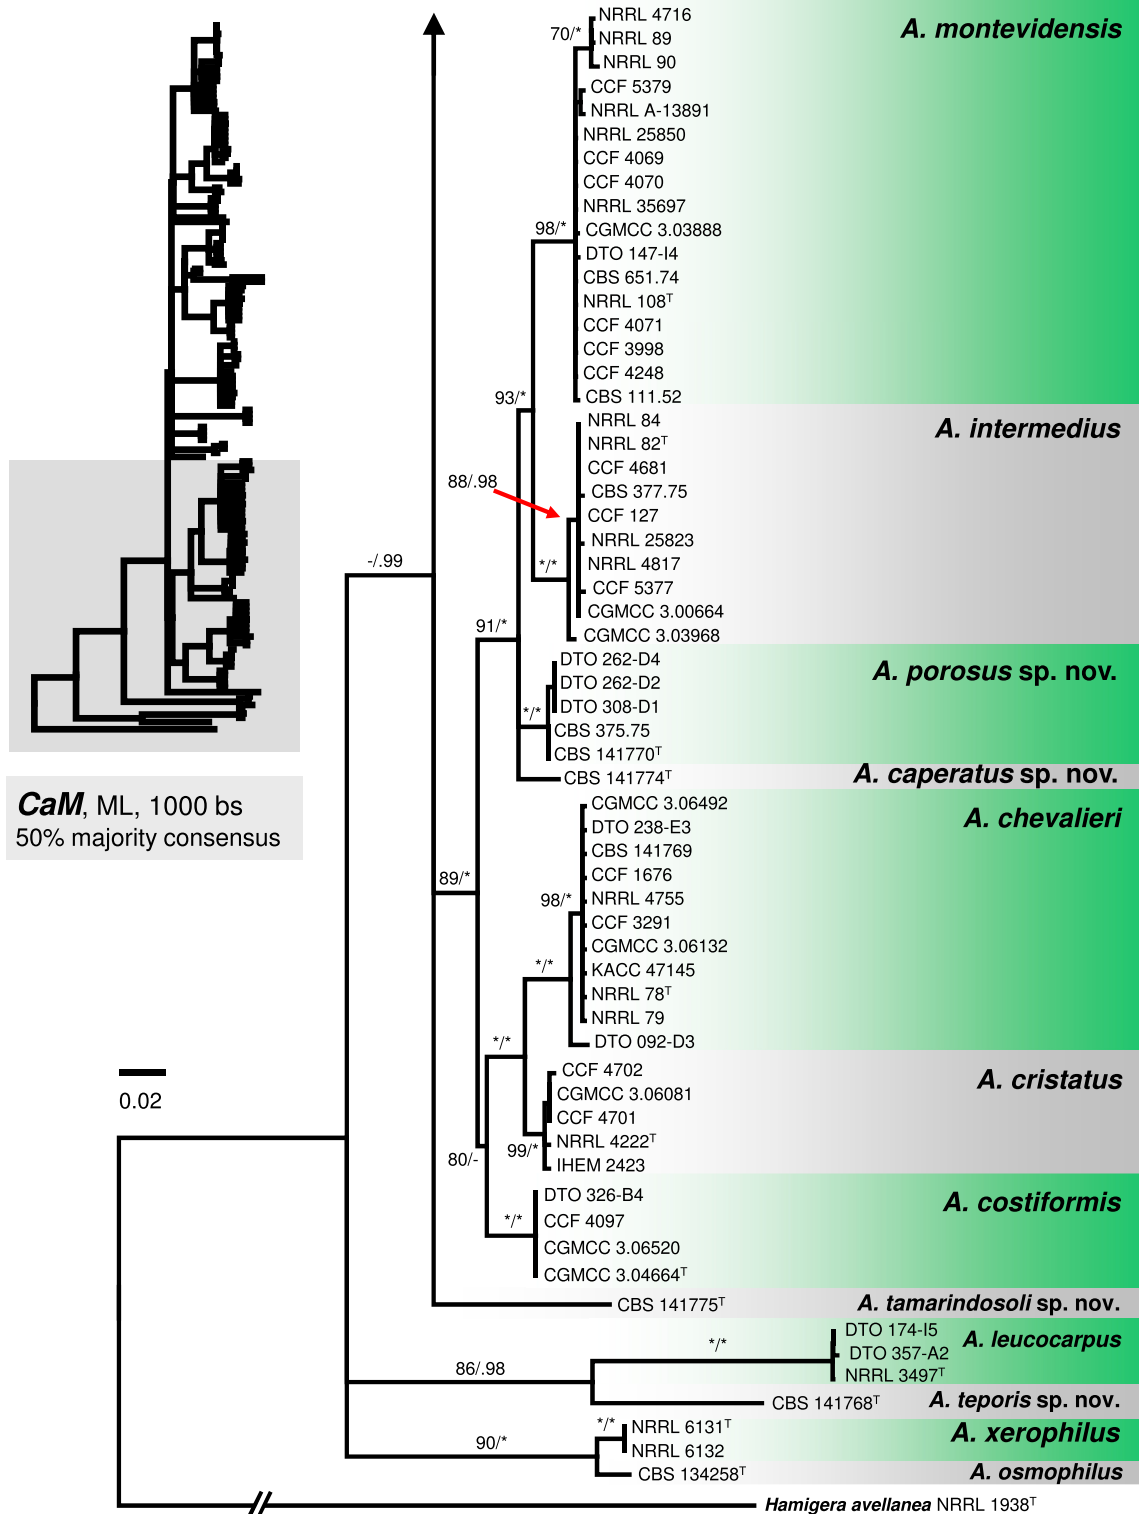 NRRL 4716
70/*
NRRL 89
NRRL 90
A. montevidensis
CCF 5379
NRRL A-13891
NRRL 25850
CCF 4069
CCF 4070
NRRL 35697
98/*
CGMCC 3.03888
DTO 147-I4
CBS 651.74
NRRL 108T
CCF 4071
CCF 3998
CCF 4248
93/*
CBS 111.52
NRRL 84
A. intermedius
NRRL 82T
CCF 4681
88/.98
CBS 377.75
CCF 127
NRRL 25823
-/.99
*/*
NRRL 4817
CCF 5377
CGMCC 3.00664
91/*
CGMCC 3.03968
DTO 262-D4
A. porosus sp. nov.
DTO 262-D2
DTO 308-D1
*/*
CBS 375.75
CBS 141770T
CBS 141774T
A. caperatus sp. nov.
CaM, ML, 1000 bs
50% majority consensus
CGMCC 3.06492
A. chevalieri
DTO 238-E3
CBS 141769
89/*
CCF 1676
98/*
NRRL 4755
CCF 3291
CGMCC 3.06132
*/*
KACC 47145
NRRL 78T
NRRL 79
*/*
DTO 092-D3
CCF 4702
A. cristatus
0.02
CGMCC 3.06081
CCF 4701
99/*
NRRL 4222T
80/-
IHEM 2423
DTO 326-B4
A. costiformis
*/*
CCF 4097
CGMCC 3.06520
CGMCC 3.04664T
CBS 141775T
A. tamarindosoli sp. nov.
DTO 174-I5
*/*
A. leucocarpus
DTO 357-A2
86/.98
NRRL 3497T
CBS 141768T
A. teporis sp. nov.
*/*
NRRL 6131T
A. xerophilus
90/*
NRRL 6132
CBS 134258T
A. osmophilus
Hamigera avellanea NRRL 1938T